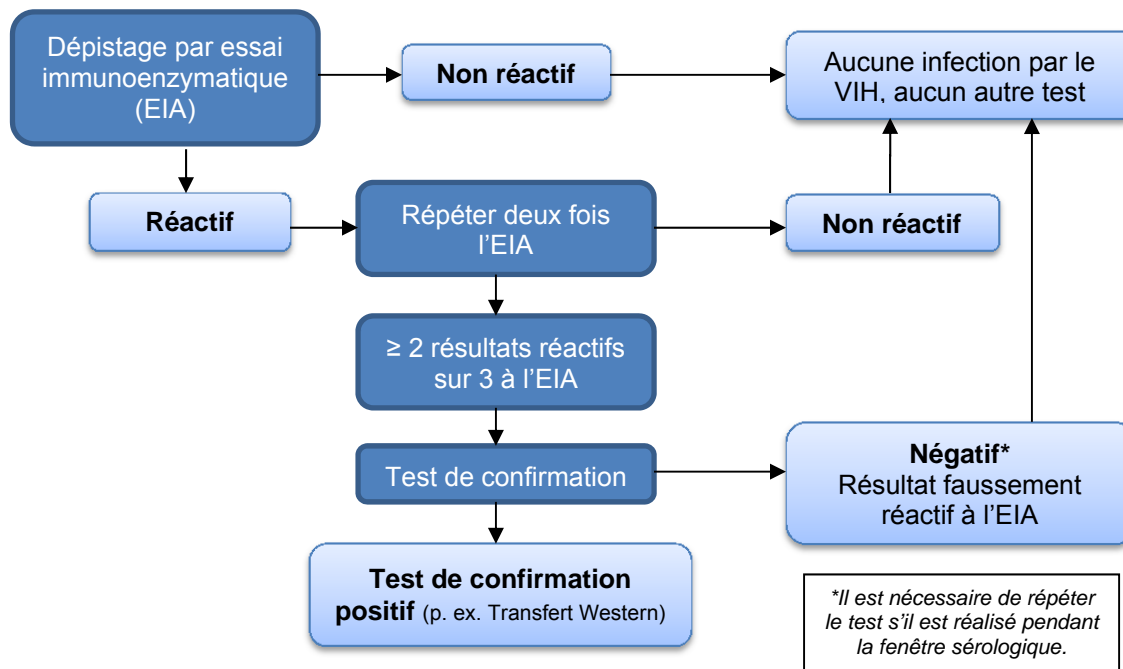 Dépistage par essai
immunoenzymatique
(EIA)
Non réactif
Aucune infection par le
VIH, aucun autre test
Réactif
Répéter deux fois
l'EIA
Non réactif
≥ 2 résultats réactifs
sur 3 à l'EIA
Test de confirmation
Négatif*
Résultat faussement
réactif à l'EIA
Test de confirmation
positif (p. ex. Transfert Western)
*Il est nécessaire de répéter
le test s'il est réalisé pendant
la fenêtre sérologique.